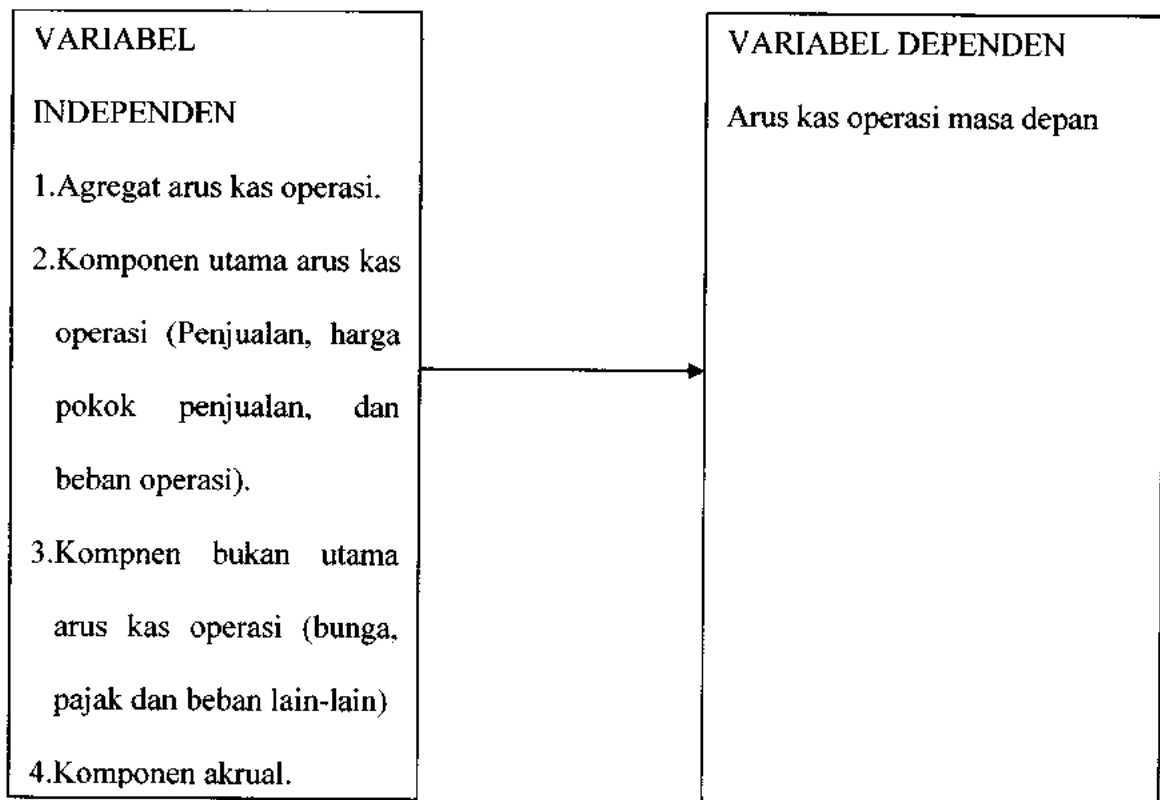 VARIABEL
INDEPENDEN
1.Agregat arus kas operasi.
2.Komponen utama arus kas
operasi (Penjualan, harga
pokok penjualan, dan
beban operasi).
3.Kompnen bukan utama
arus kas operasi (bunga,
pajak dan beban lain-lain)
4.Komponen akrual.
VARIABEL DEPENDEN
Arus kas operasi masa depan